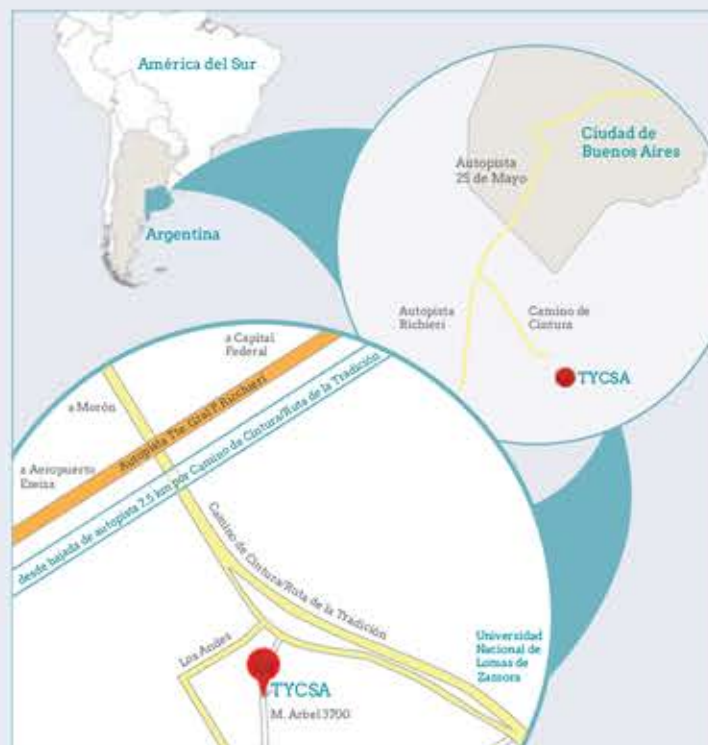 América del Sur
Argentina
Ciudad de
Buenos Aires
Autopista
25 de Mayo
Autopista
Richieri
Camino de
Cintura
TYCSA
a Capital
Federal
a Morón
Autopista Tte Gral P. Ricchieri
a Aeropuerto
Ezeiza
desde bajada de autopista 7.5 km por Camino de Cintura/Ruta de la Tradición
Camino de Cintura/Ruta de la Tradición
Los Andes
Universidad
Nacional de
Lomas de
Zamora
TYCSA
M. Arbel 3700